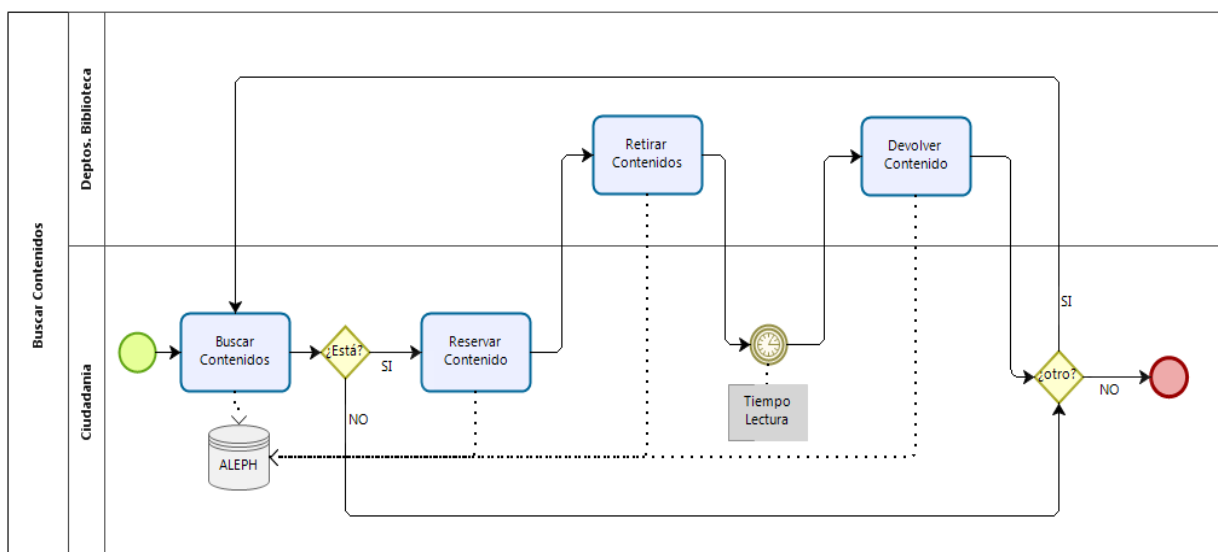 Buscar Contenidos
Deptos. Biblioteca
Retirar
Contenidos
Devolver
Contenido
Ciudadania
Buscar
Contenidos
¿Está?
SI
NO
Reservar
Contenido
ALEPH
Tiempo
Lectura
SI
¿otro?
NO